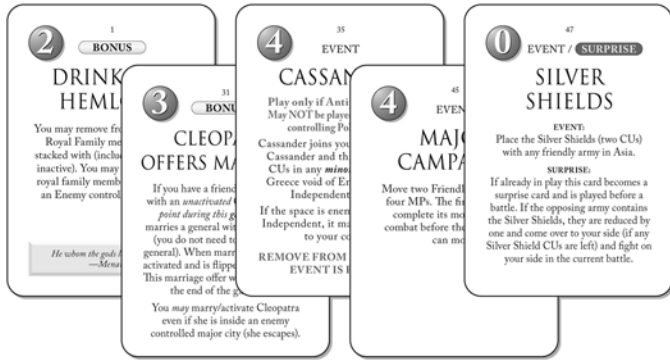 2
1
BONUS
DRINK
HEML
You may remove fr
Royal Family me
stacked with (inclu
inactive). You may
royal family memb
an Enemy control
He whom the gods
—Mena
3
31
BONU
CLEOPA
OFFERS MA
If you have a friend
with an unactivated C
point during this g
marries a general wit
(you do not need to
general). When marr
activated and is flippe
This marriage offer w
the end of the g
You may marry/activate Cleopatra
even if she is inside an enemy
controlled major city (she escapes).
4
35
EVENT
CASSAN
Play only if Anti
May NOT be playe
controlling Pol
Cassander joins you
Cassander and th
CUs in any mino
Greece void of En
Independent
If the space is enem
Independent, it ma
to your co
REMOVE FROM
EVENT IS P
4
45
EVEN
MAJO
CAMPA
Move two Friendl
four MPs. The fir
complete its mo
combat before the
can mo
0
47
EVENT / SURPRISE
SILVER
SHIELDS
EVENT:
Place the Silver Shields (two CUs)
with any friendly army in Asia.
SURPRISE:
If already in play this card becomes a
surprise card and is played before a
battle. If the opposing army contains
the Silver Shields, they are reduced by
one and come over to your side (if any
Silver Shield CUs are left) and fight on
your side in the current battle.